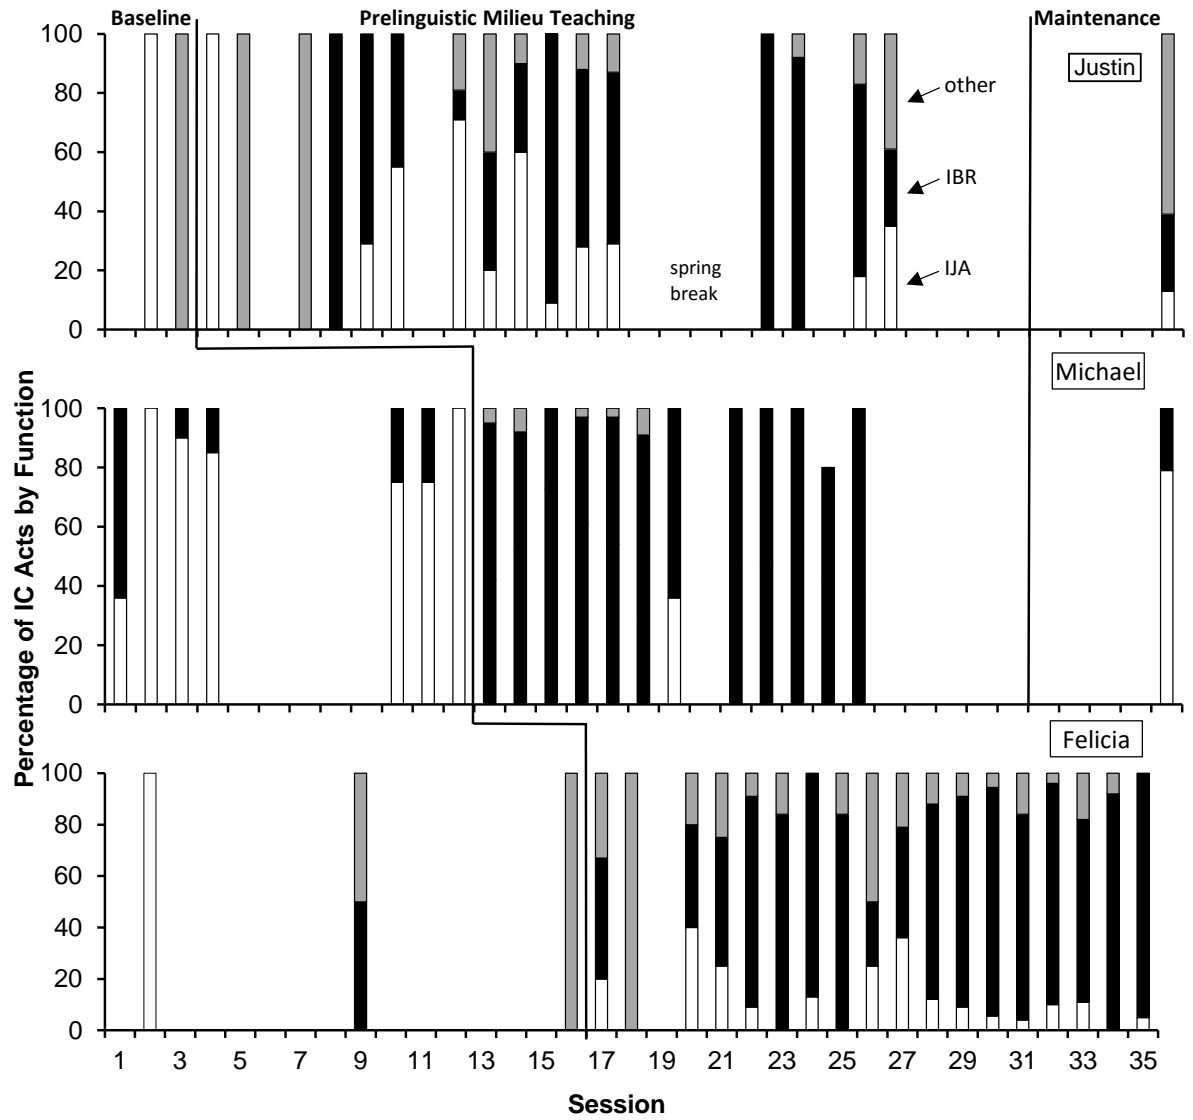 Baseline Prelinguistic Milieu Teaching Maintenance
100
80
60
40
20
0
Justin
other
IBR
IJA
spring
break
Michael
100
80
60
40
20
0
Felicia
100
80
60
40
20
0
Percentage of IC Acts by Function
1 3 5 7 9 11 13 15 17 19 21 23 25 27 29 31 33 35
Session